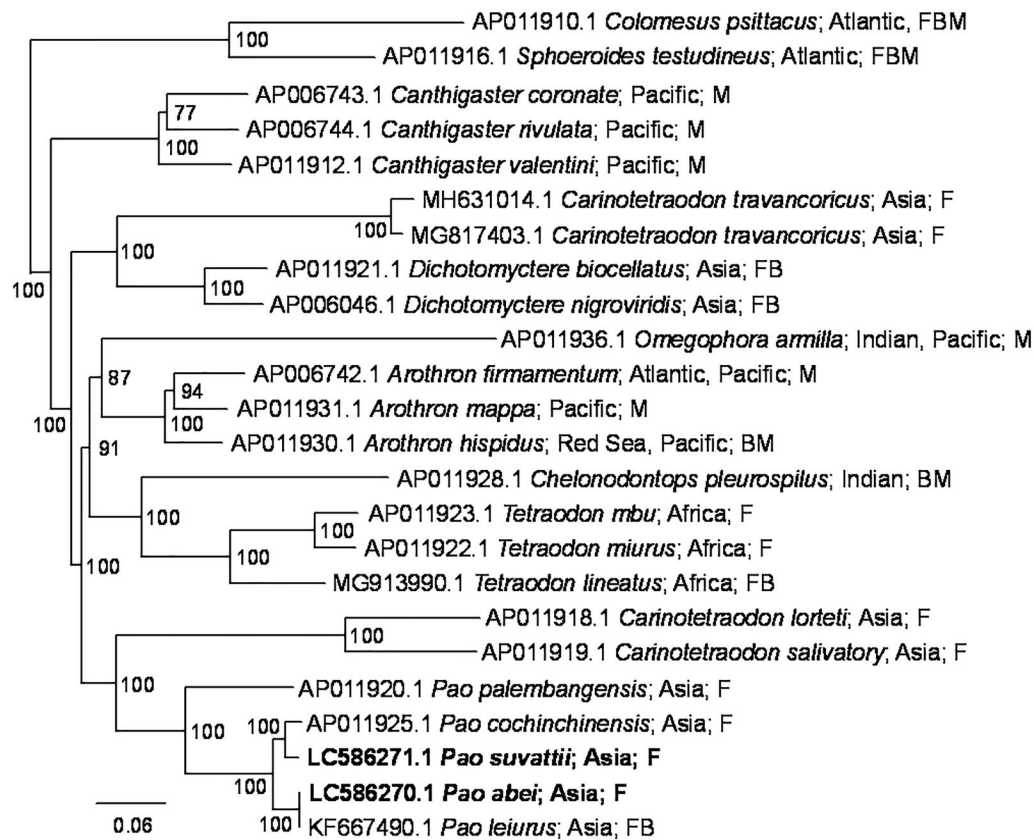 AP011910.1 Colomesus psittacus; Atlantic, FBM
100
AP011916.1 Sphoeroides testudineus; Atlantic; FBM
AP006743.1 Canthigaster coronate; Pacific; M
77
AP006744.1 Canthigaster rivulata; Pacific; M
100
AP011912.1 Canthigaster valentini; Pacific; M
MH631014.1 Carinotetraodon travancoricus; Asia; F
100
MG817403.1 Carinotetraodon travancoricus; Asia; F
100
AP011921.1 Dichotomyctere biocellatus; Asia; FB
100
100
AP006046.1 Dichotomyctere nigroviridis; Asia; FB
AP011936.1 Omegophora armilla; Indian, Pacific; M
87
AP006742.1 Arothron firmamentum; Atlantic, Pacific; M
94
AP011931.1 Arothron mappa; Pacific; M
100
100
AP011930.1 Arothron hispidus; Red Sea, Pacific; BM
91
AP011928.1 Chelonodontops pleurospilus; Indian; BM
100
AP011923.1 Tetraodon mbu; Africa; F
100
AP011922.1 Tetraodon miurus; Africa; F
100
100
MG913990.1 Tetraodon lineatus; Africa; FB
AP011918.1 Carinotetraodon lorteti; Asia; F
100
AP011919.1 Carinotetraodon salivatory; Asia; F
100
AP011920.1 Pao palembangensis; Asia; F
100
AP011925.1 Pao cochinchinensis; Asia; F
100
LC586271.1 Pao suvattii; Asia; F
100
LC586270.1 Pao abei; Asia; F
100
KF667490.1 Pao leiurus; Asia; FB
0.06